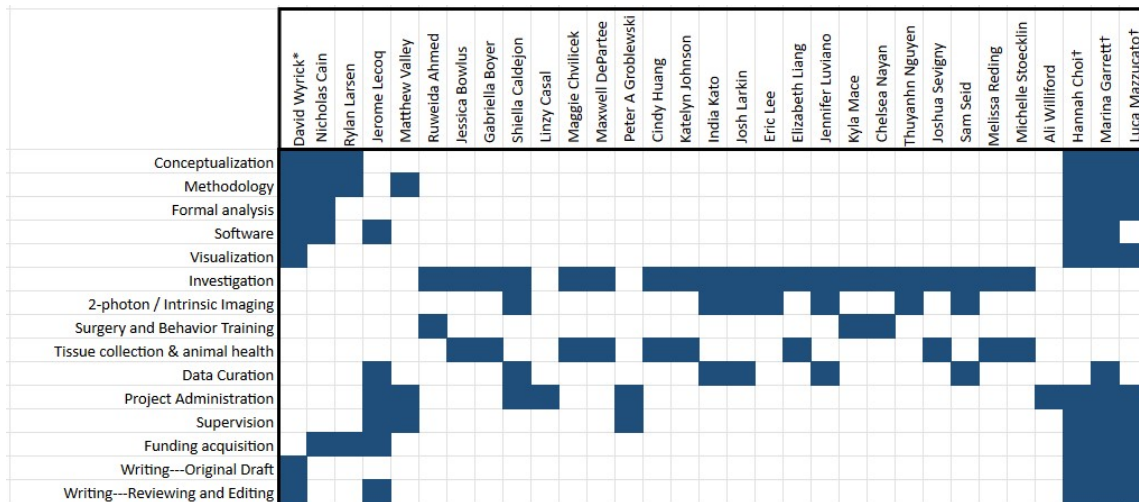 David Wyrick*
Nicholas Cain
Rylan Larsen
Jerome Lecoq
Matthew Valley
Ruweida Ahmed
Jessica Bowlus
Gabriella Boyer
Shiella Caldejon
Linzy Casal
Maggie Chvilicek
Maxwell DePartee
Peter A Groblewski
Cindy Huang
Katelyn Johnson
India Kato
Josh Larkin
Eric Lee
Elizabeth Liang
Jennifer Luviano
Kyla Mace
Chelsea Nayan
Thuyanhn Nguyen
Joshua Sevigny
Sam Seid
Melissa Reding
Michelle Stoecklin
Ali Williford
Hannah Choi†
Marina Garrett†
Luca Mazzucato†
Conceptualization
Methodology
Formal analysis
Software
Visualization
Investigation
2-photon / Intrinsic Imaging
Surgery and Behavior Training
Tissue collection & animal health
Data Curation
Project Administration
Supervision
Funding acquisition
Writing---Original Draft
Writing---Reviewing and Editing